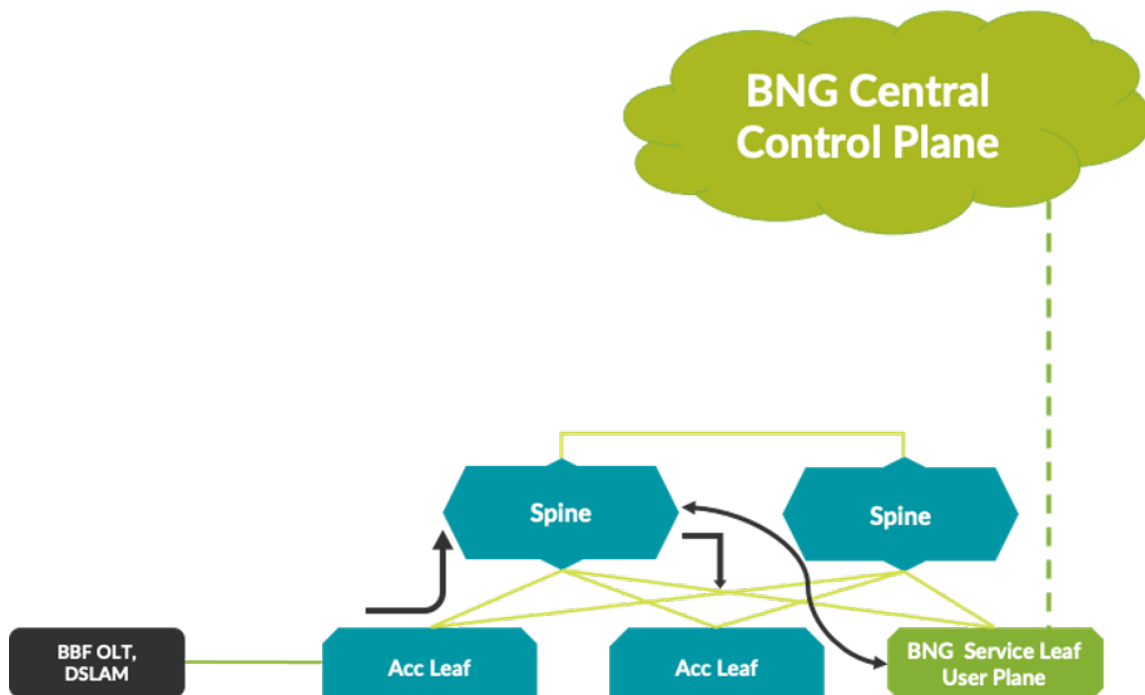 BNG Central
Control Plane
Spine
Spine
BBF OLT,
DSLAM
Acc Leaf
Acc Leaf
BNG Service Leaf
User Plane